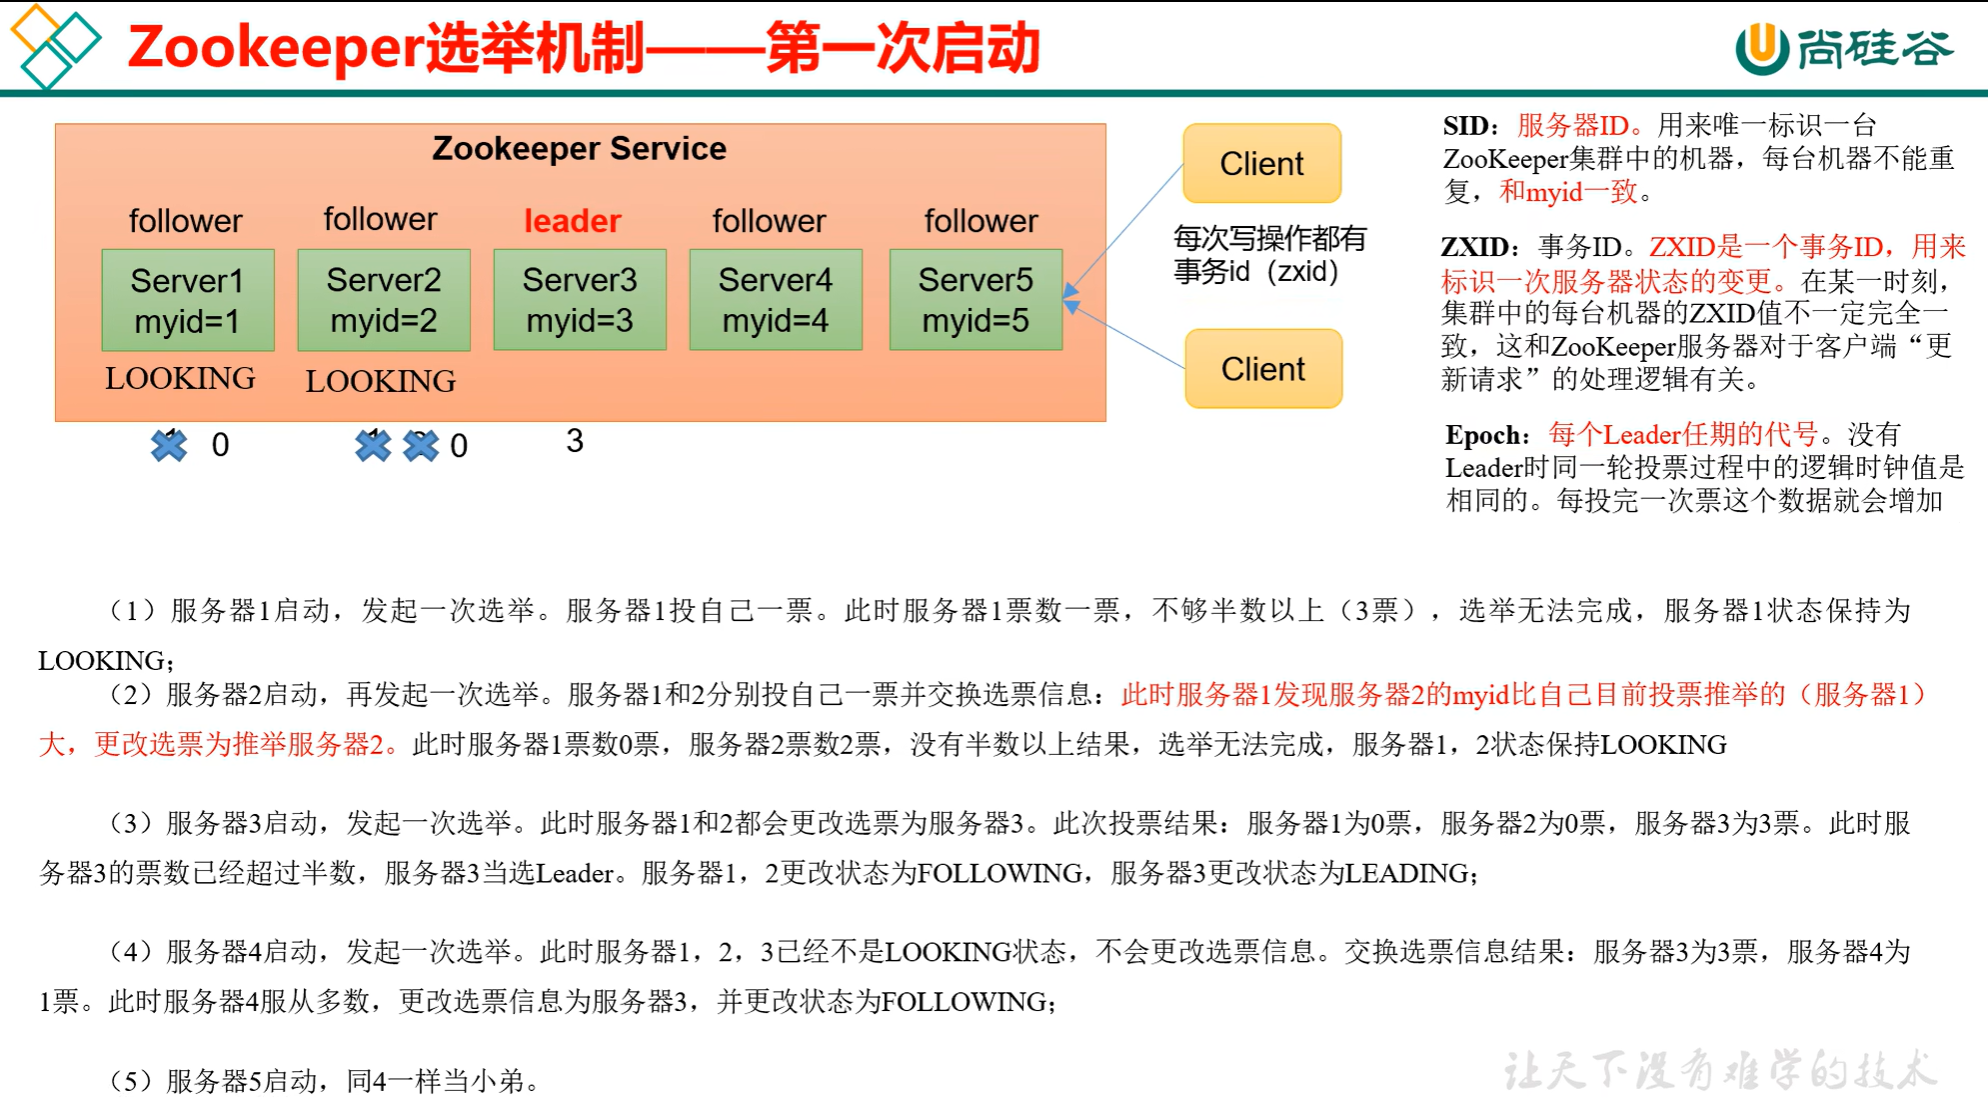 Zookeeper选举机制——第一次启动
尚硅谷
Zookeeper Service
follower
follower
leader
follower
follower
Server1
myid=1
Server2
myid=2
Server3
myid=3
Server4
myid=4
Server5
myid=5
LOOKING
LOOKING
0
0
3
Client
每次写操作都有
事务id（zxid）
Client
SID：服务器ID。用来唯一标识一台
ZooKeeper集群中的机器，每台机器不能重
复，和myid一致。
ZXID：事务ID。ZXID是一个事务ID，用来
标识一次服务器状态的变更。在某一时刻，
集群中的每台机器的ZXID值不一定完全一
致，这和ZooKeeper服务器对于客户端“更
新请求”的处理逻辑有关。
Epoch：每个Leader任期的代号。没有
Leader时同一轮投票过程中的逻辑时钟值是
相同的。每投完一次票这个数据就会增加
（1）服务器1启动，发起一次选举。服务器1投自己一票。此时服务器1票数一票，不够半数以上（3票），选举无法完成，服务器1状态保持为
LOOKING；
（2）服务器2启动，再发起一次选举。服务器1和2分别投自己一票并交换选票信息：此时服务器1发现服务器2的myid比自己目前投票推举的（服务器1）
大，更改选票为推举服务器2。此时服务器1票数0票，服务器2票数2票，没有半数以上结果，选举无法完成，服务器1，2状态保持LOOKING
（3）服务器3启动，发起一次选举。此时服务器1和2都会更改选票为服务器3。此次投票结果：服务器1为0票，服务器2为0票，服务器3为3票。此时服
务器3的票数已经超过半数，服务器3当选Leader。服务器1，2更改状态为FOLLOWING，服务器3更改状态为LEADING；
（4）服务器4启动，发起一次选举。此时服务器1，2，3已经不是LOOKING状态，不会更改选票信息。交换选票信息结果：服务器3为3票，服务器4为
1票。此时服务器4服从多数，更改选票信息为服务器3，并更改状态为FOLLOWING；
（5）服务器5启动，同4一样当小弟。
让天下没有难学的技术